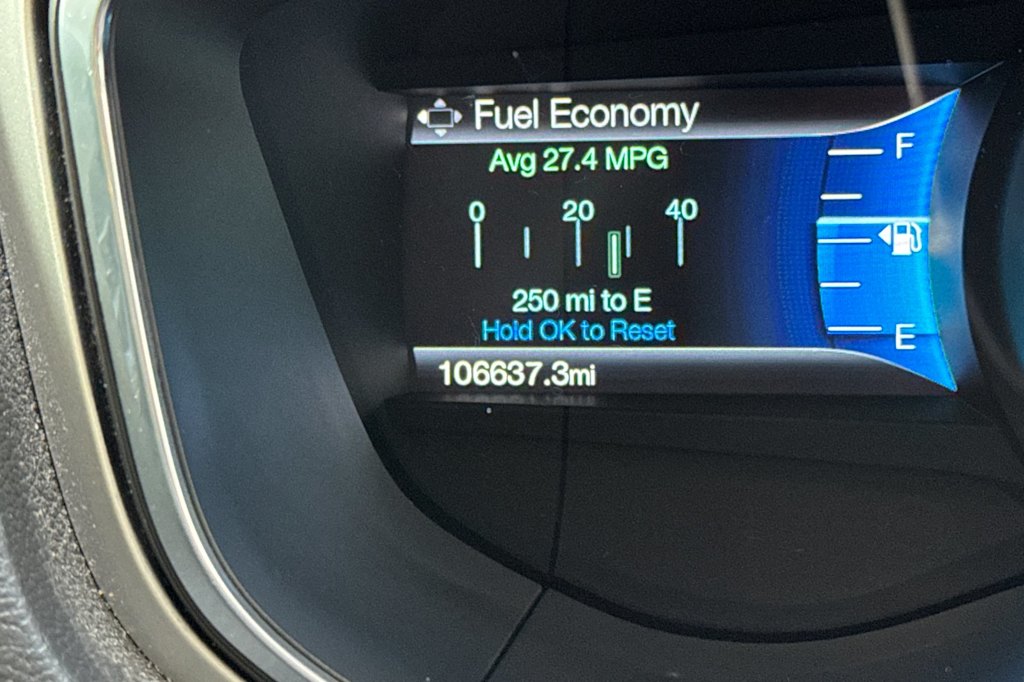 Fuel Economy
Avg 27.4 MPG
0 20 40
250 mi to E
Hold OK to Reset
106637.3mi
F
E